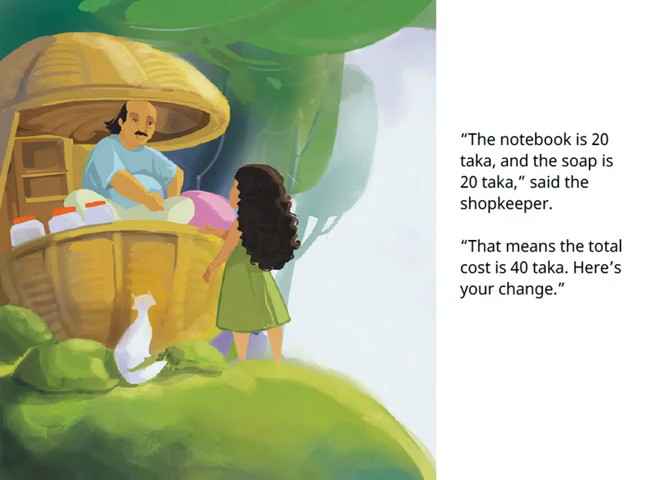 “The notebook is 20
taka, and the soap is
20 taka,” said the
shopkeeper.
“That means the total
cost is 40 taka. Here’s
your change.”